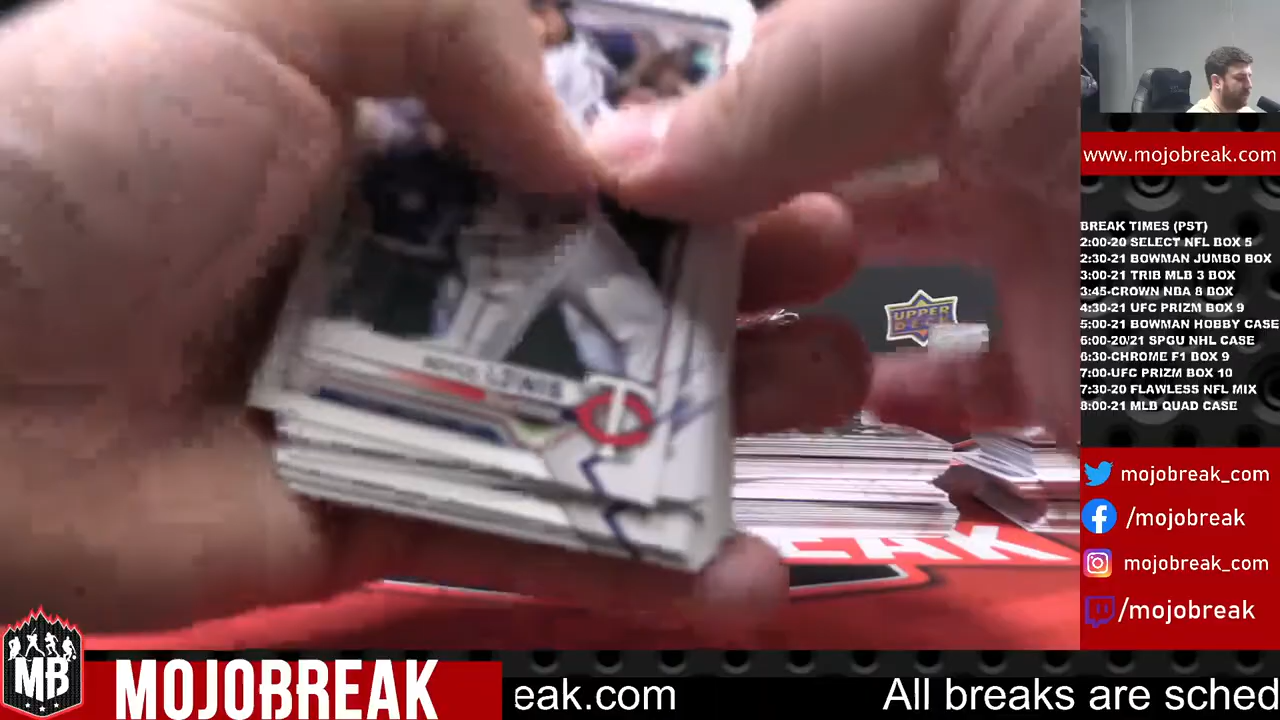 LEWIS
UPPER
DECK
EAK
www.mojobreak.com
BREAK TIMES (PST)
2:00-20 SELECT NFL BOX 5
2:30-21 BOWMAN JUMBO BOX
3:00-21 TRIB MLB 3 BOX
3:45-CROWN NBA 8 BOX
4:30-21 UFC PRIZM BOX 9
5:00-21 BOWMAN HOBBY CASE
6:00-20/21 SPGU NHL CASE
6:30-CHROME F1 BOX 9
7:00-UFC PRIZM BOX 10
7:30-20 FLAWLESS NFL MIX
8:00-21 MLB QUAD CASE
mojobreak_com
/mojobreak
mojobreak_com
/mojobreak
MB
MOJOBREAK
eak.com
All breaks are sched